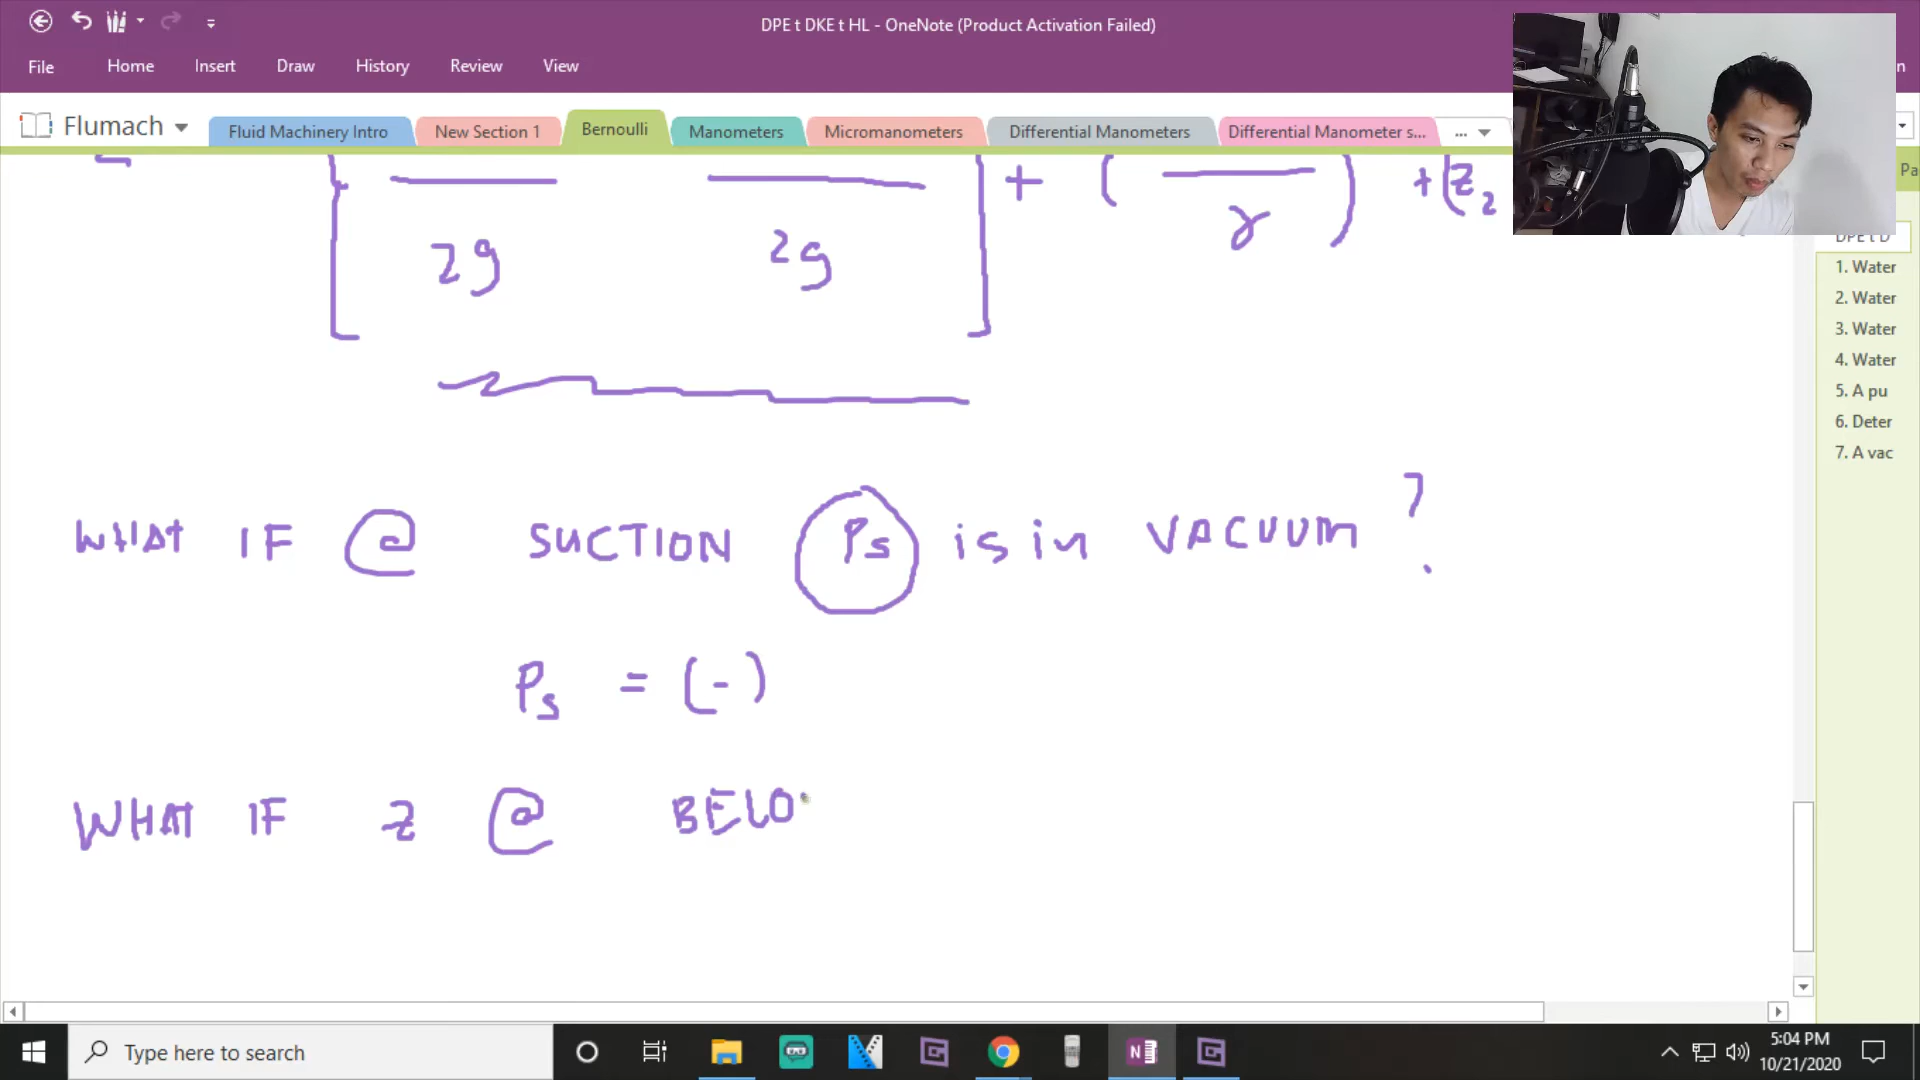 DPE t DKE t HL - OneNote (Product Activation Failed)
File Home Insert Draw History Review View
Flumach Fluid Machinery Intro New Section 1 Bernoulli Manometers Micromanometers Differential Manometers Differential Manometer s... ...
Pa
+ ( ) + (z2
2g 2g γ
DPE t D
1. Water
2. Water
3. Water
4. Water
5. A pu
6. Deter
7. A vac
WHAT IF @ SUCTION Ps is in VACUUM ?
Ps = (-)
WHAT IF z @ BELO
Type here to search
5:04 PM
10/21/2020